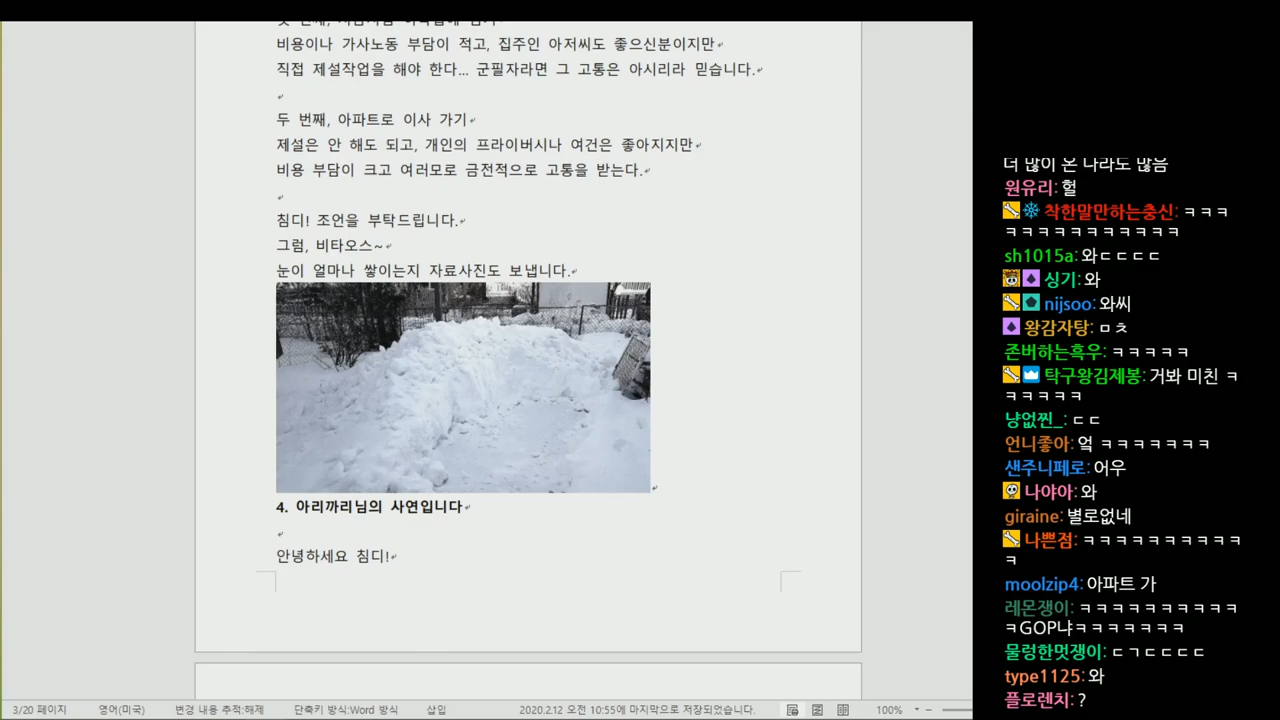 비용이나 가사노동 부담이 적고, 집주인 아저씨도 좋으신분이지만
직접 제설작업을 해야 한다... 군필자라면 그 고통은 아시리라 믿습니다.
두 번째, 아파트로 이사 가기
제설은 안 해도 되고, 개인의 프라이버시나 여건은 좋아지지만
비용 부담이 크고 여러모로 금전적으로 고통을 받는다.
침디! 조언을 부탁드립니다.
그럼, 비타오스~
눈이 얼마나 쌓이는지 자료사진도 보냅니다.
4. 아리까리님의 사연입니다
안녕하세요 침디!
3/20 페이지 영어(미국) 변경 내용 추적:해제 단축키 방식:Word 방식 삽입 2020.2.12 오전 10:55에 마지막으로 저장되었습니다. 100%
더 많이 온 나라도 많음
원유리: 헐
착한말만하는충신: ㅋㅋㅋ
ㅋㅋㅋㅋㅋㅋㅋㅋㅋㅋㅋ
sh1015a: 와ㄷㄷㄷㄷ
싱기: 와
nijsoo: 와씨
왕감자탕: ㅁㅊ
존버하는흑우: ㅋㅋㅋㅋㅋ
탁구왕김제봉: 거봐 미친 ㅋ
ㅋㅋㅋㅋㅋ
냥없찐_: ㄷㄷ
언니좋아: 엌 ㅋㅋㅋㅋㅋㅋㅋ
샌주니페로: 어우
나야아: 와
giraine: 별로없네
나쁜점: ㅋㅋㅋㅋㅋㅋㅋㅋㅋㅋ
ㅋ
moolzip4: 아파트 가
레몬쟁이: ㅋㅋㅋㅋㅋㅋㅋㅋㅋㅋ
ㅋGOP냐ㅋㅋㅋㅋㅋㅋㅋ
물렁한멋쟁이: ㄷㄱㄷㄷㄷㄷ
type1125: 와
플로렌치: ?